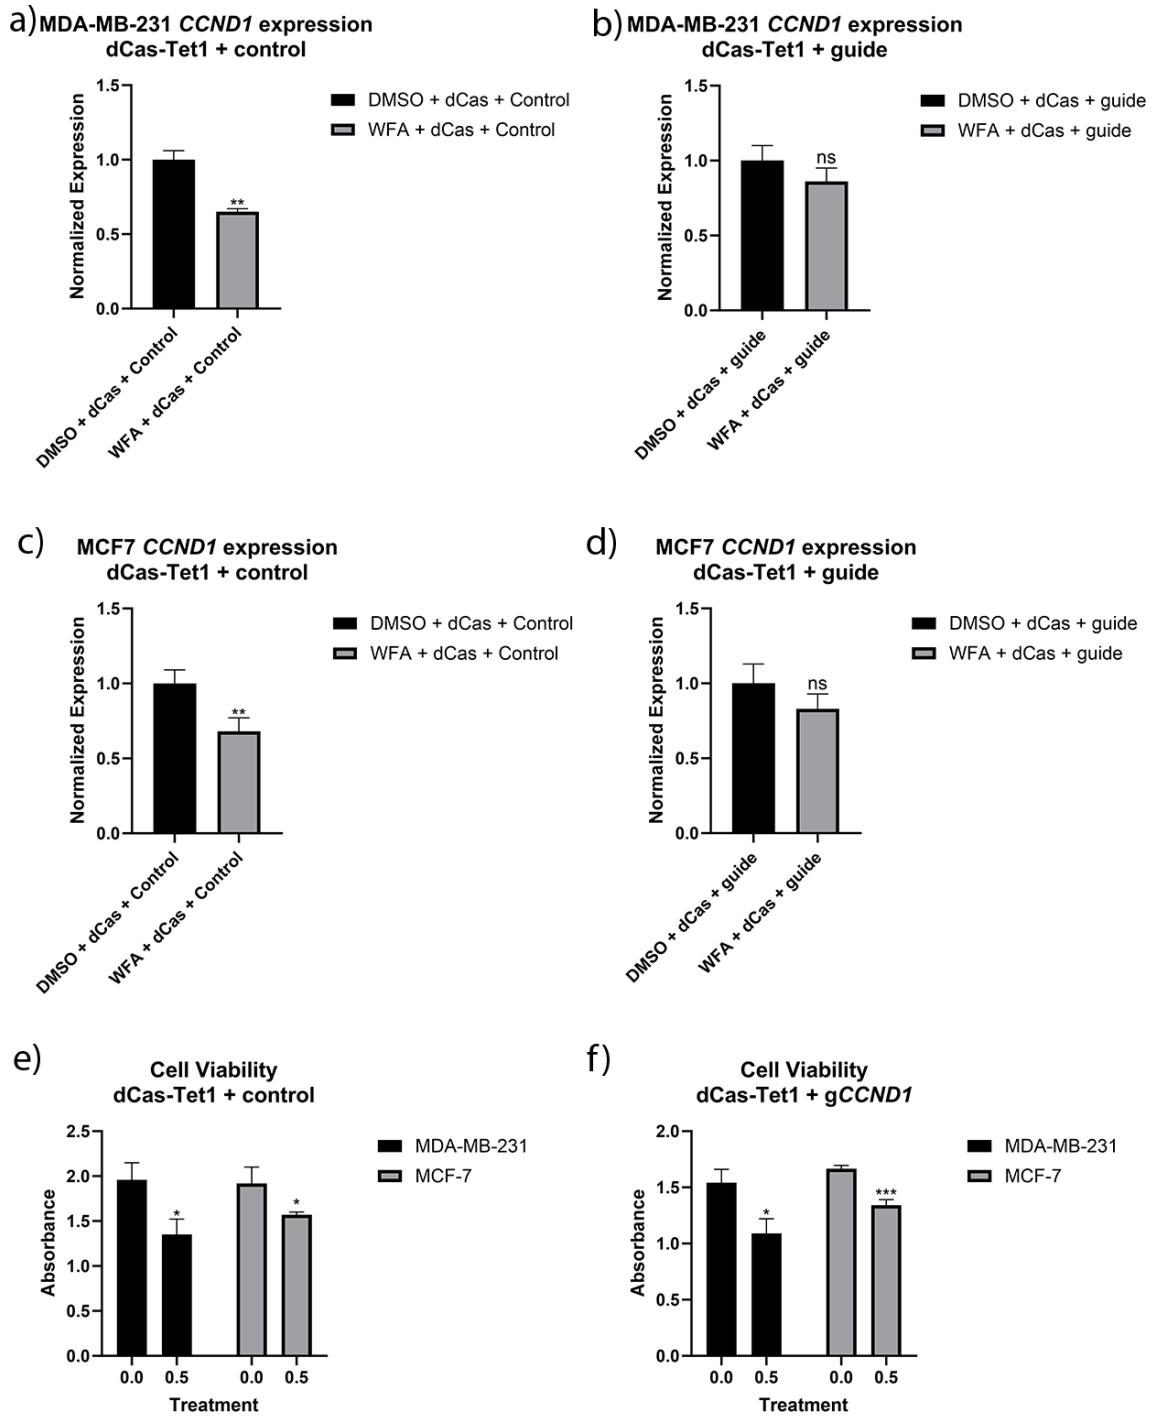 a)
MDA-MB-231 CCND1 expression
dCas-Tet1 + control
Normalized Expression
1.5
1.0
0.5
0.0
**
DMSO + dCas + Control
WFA + dCas + Control
DMSO + dCas + Control
WFA + dCas + Control
b)
MDA-MB-231 CCND1 expression
dCas-Tet1 + guide
Normalized Expression
1.5
1.0
0.5
0.0
ns
DMSO + dCas + guide
WFA + dCas + guide
DMSO + dCas + guide
WFA + dCas + guide
c)
MCF7 CCND1 expression
dCas-Tet1 + control
Normalized Expression
1.5
1.0
0.5
0.0
**
DMSO + dCas + Control
WFA + dCas + Control
DMSO + dCas + Control
WFA + dCas + Control
d)
MCF7 CCND1 expression
dCas-Tet1 + guide
Normalized Expression
1.5
1.0
0.5
0.0
ns
DMSO + dCas + guide
WFA + dCas + guide
DMSO + dCas + guide
WFA + dCas + guide
e)
Cell Viability
dCas-Tet1 + control
Absorbance
2.5
2.0
1.5
1.0
0.5
0.0
*
*
MDA-MB-231
MCF-7
0.0 0.5 0.0 0.5
Treatment
f)
Cell Viability
dCas-Tet1 + gCCND1
Absorbance
2.0
1.5
1.0
0.5
0.0
*
***
MDA-MB-231
MCF-7
0.0 0.5 0.0 0.5
Treatment